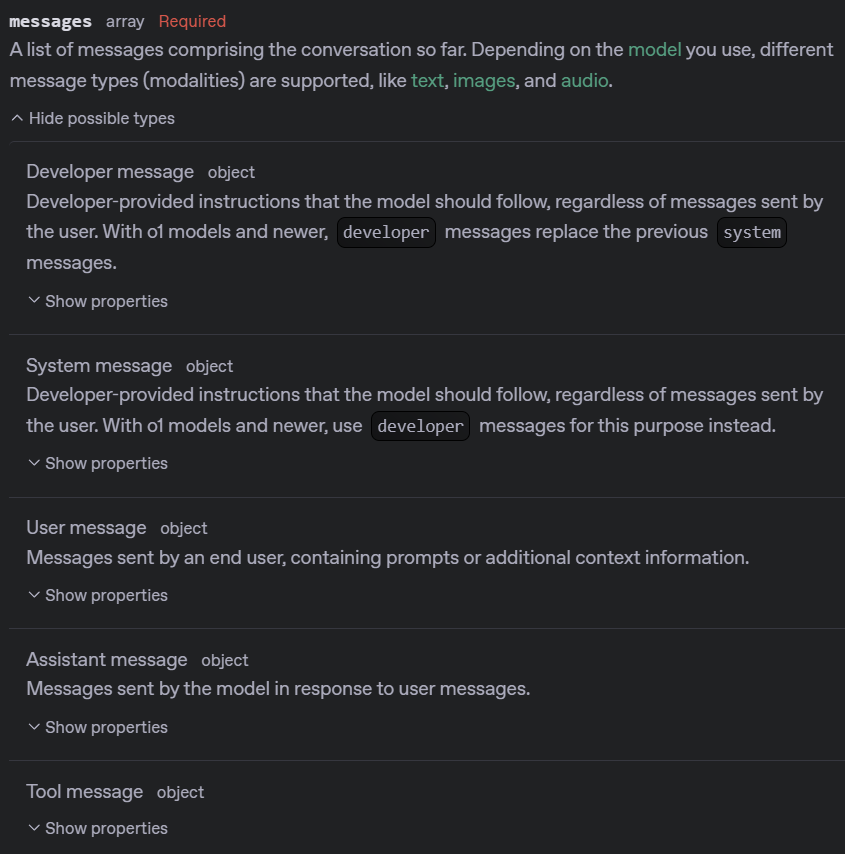 messages array Required
A list of messages comprising the conversation so far. Depending on the model you use, different
message types (modalities) are supported, like text, images, and audio.
Hide possible types
Developer message object
Developer-provided instructions that the model should follow, regardless of messages sent by
the user. With o1 models and newer, developer messages replace the previous system
messages.
Show properties
System message object
Developer-provided instructions that the model should follow, regardless of messages sent by
the user. With o1 models and newer, use developer messages for this purpose instead.
Show properties
User message object
Messages sent by an end user, containing prompts or additional context information.
Show properties
Assistant message object
Messages sent by the model in response to user messages.
Show properties
Tool message object
Show properties